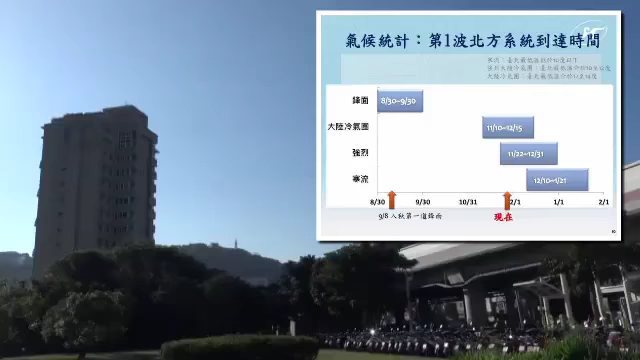 氣候統計：第1波北方系統到達時間
鋒面
8/30~9/30
大陸冷氣團
11/10~12/15
強烈
11/22~12/31
寒流
12/10~1/21
8/30
9/30
10/31
12/1
1/1
2/1
9/8 入秋第一道鋒面
現在